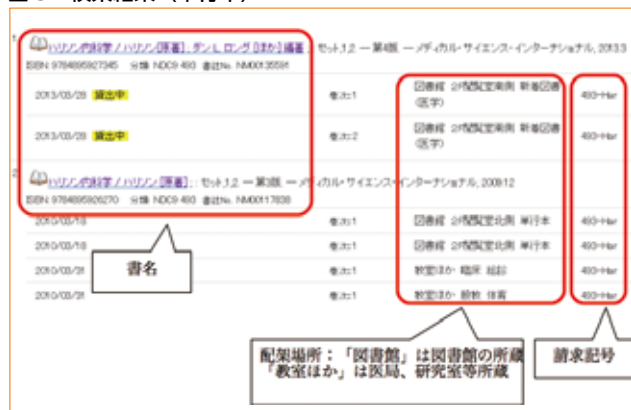 1 ハリソン内科学 / ハリソン[原著] ; ダン L. ロング [ほか] 編著 ; セット,1,2 — 第4版 — メディカル・サイエンス・インターナショナル, 2013.3
ISBN 9784895927345 分類 NDC9 493 書誌No. NM00135591
2013/03/28 貸出中 巻次:1 図書館 2F閲覧室南側 新着図書(医学) 493-Har
2013/03/28 貸出中 巻次:2 図書館 2F閲覧室南側 新着図書(医学) 493-Har
2 ハリソン内科学 / ハリソン [原著] ; : セット,1,2 — 第3版 — メディカル・サイエンス・インターナショナル, 2009.12
ISBN 9784895926270 分類 NDC9 493 書誌No. NM00117838
2010/03/18 巻次:1 図書館 2F閲覧室北側 単行本 493-Har
2010/03/18 巻次:1 図書館 2F閲覧室北側 単行本 493-Har
2010/03/31 巻次:1 教室ほか 臨床 総診 493-Har
2010/03/31 巻次:1 教室ほか 493-Har
書名
配架場所:「図書館」は図書館の所蔵
「教室ほか」は医局、研究室等所蔵
請求記号